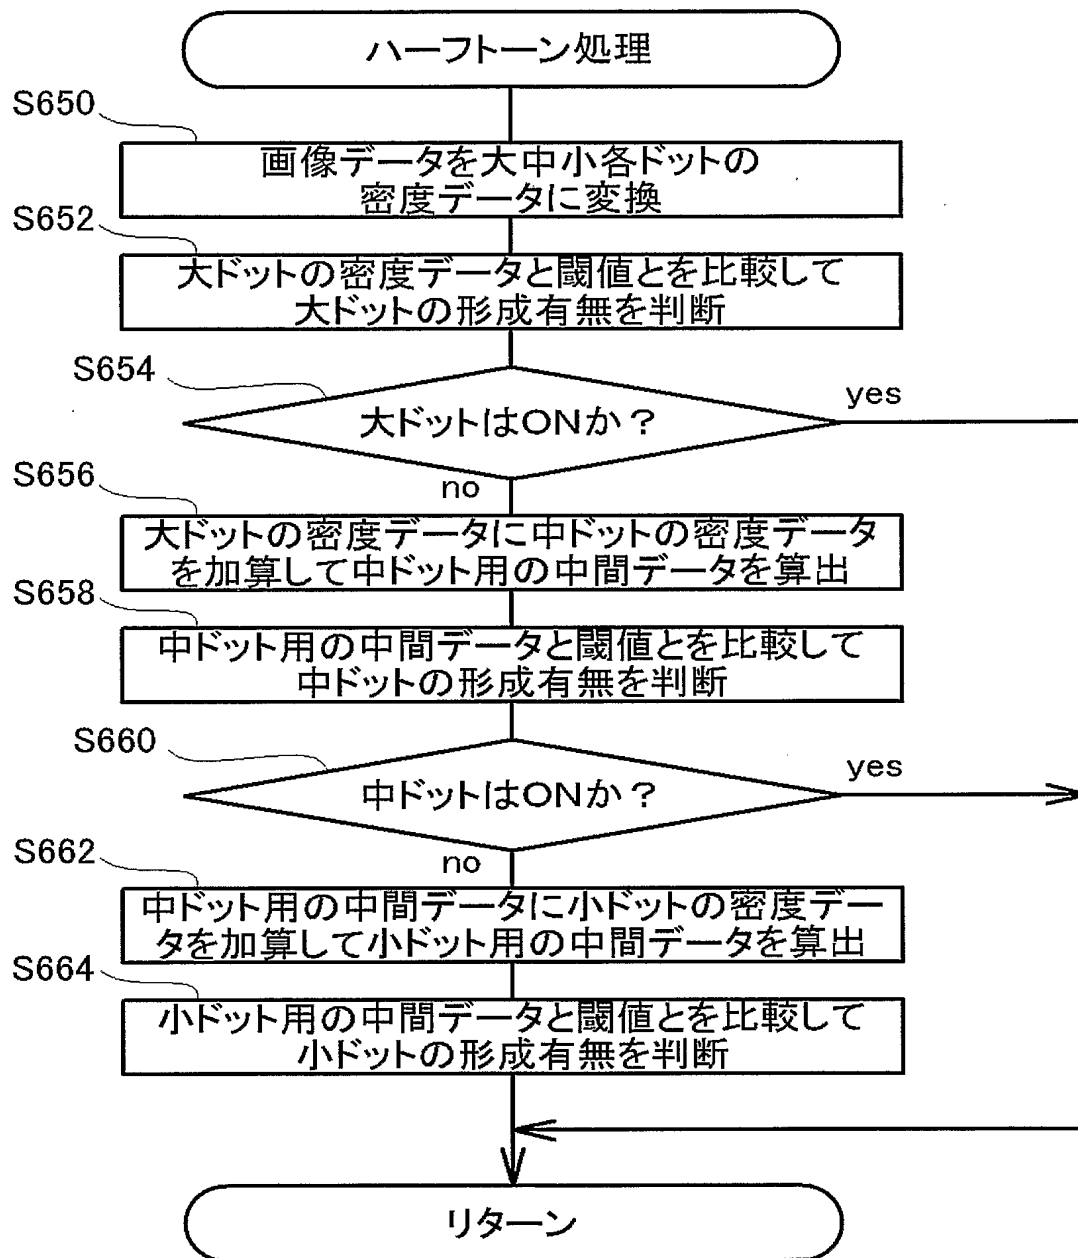 ハーフトーン処理
S650
画像データを大中小各ドットの
密度データに変換
S652
大ドットの密度データと閾値とを比較して
大ドットの形成有無を判断
S654
大ドットはONか?
yes
no
S656
大ドットの密度データに中ドットの密度データ
を加算して中ドット用の中間データを算出
S658
中ドット用の中間データと閾値とを比較して
中ドットの形成有無を判断
S660
中ドットはONか?
yes
no
S662
中ドット用の中間データに小ドットの密度デー
タを加算して小ドット用の中間データを算出
S664
小ドット用の中間データと閾値とを比較して
小ドットの形成有無を判断
リターン